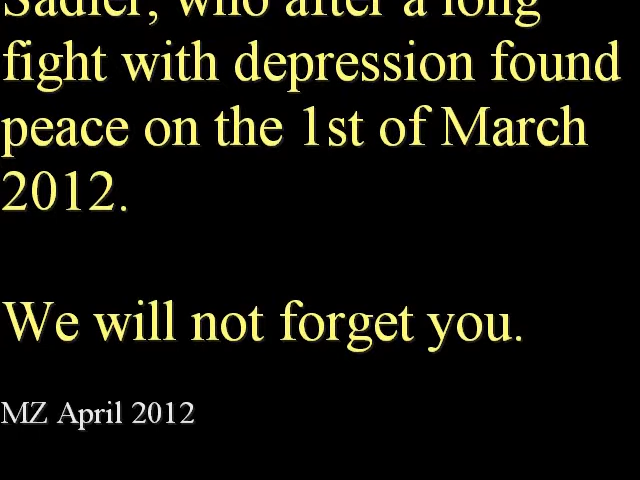 Sadler, who after a long
fight with depression found
peace on the 1st of March
2012.
We will not forget you.
MZ April 2012